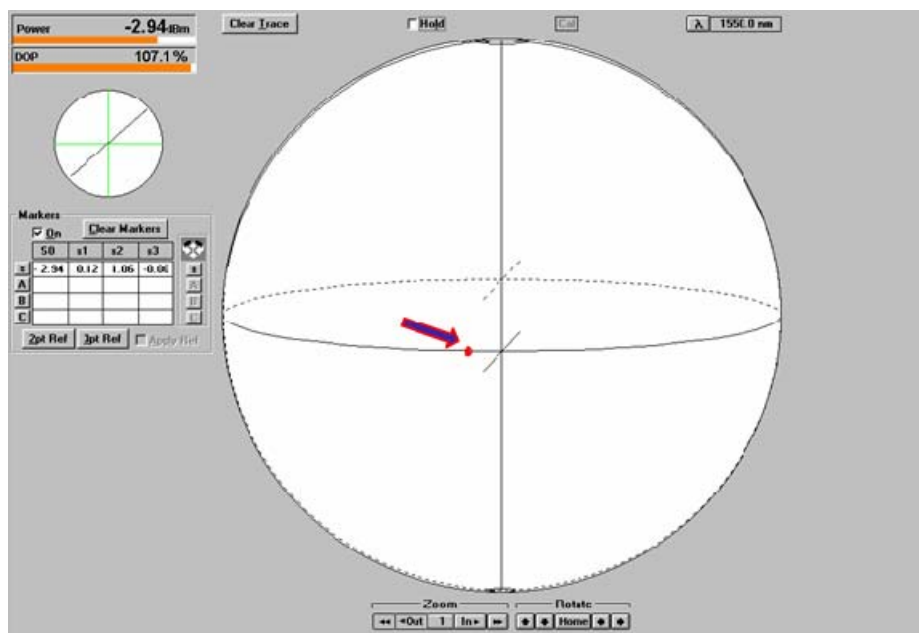 Power -2.94dBm Clear Trace Hold Cal λ 1550.0 nm
DOP 107.1%
Markers
On Clear Markers
S0 s1 s2 s3
- 2.94 0.12 1.06
A A
B B
C C
2pt Ref 3pt Ref Apply Ref
Zoom Rotate
Out 1 In Home